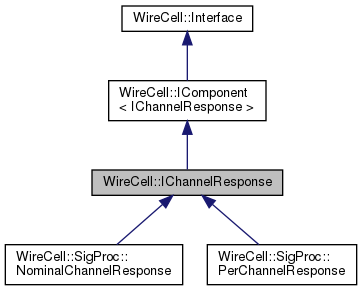 WireCell::Interface
WireCell::IComponent
< IChannelResponse >
WireCell::IChannelResponse
WireCell::SigProc::
NominalChannelResponse
WireCell::SigProc::
PerChannelResponse